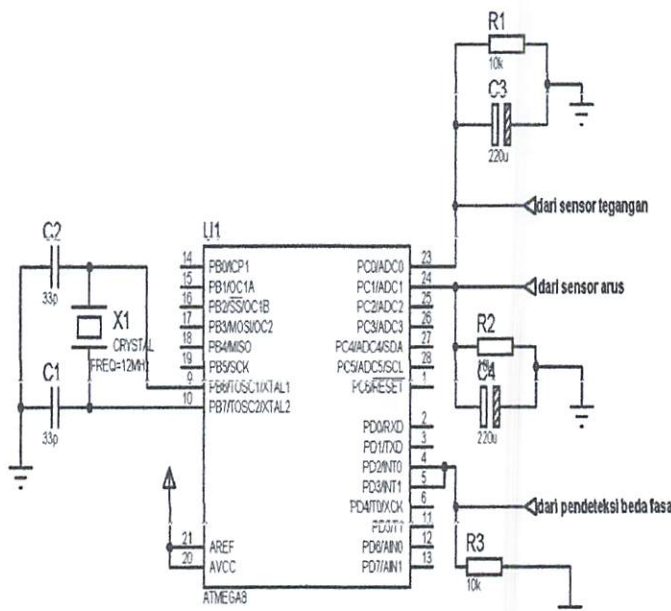 R1
10k
C3
220u
dari sensor tegangan
C2
33p
X1
CRYSTAL
FREQ=12MH
C1
33p
U1
14 PB0/ICP1 PC0/ADC0 23
15 PB1/OC1A PC1/ADC1 24
16 PB2/SS/OC1B PC2/ADC2 25
17 PB3/MOSI/OC2 PC3/ADC3 26
18 PB4/MISO PC4/ADC4/SDA 27
19 PB5/SCK PC5/ADC5/SCL 28
9 PB6/TOSC1/XTAL1 PC6/RESET 1
10 PB7/TOSC2/XTAL2
PD0/RXD 2
PD1/TXD 3
PD2/INT0 4
PD3/INT1 5
PD4/T0/XCK 6
PD5/T1 11
21 AREF PD6/AIN0 12
20 AVCC PD7/AIN1 13
ATMEGA8
dari sensor arus
R2
C4
220u
dari pendeteksi beda fasa
R3
10k